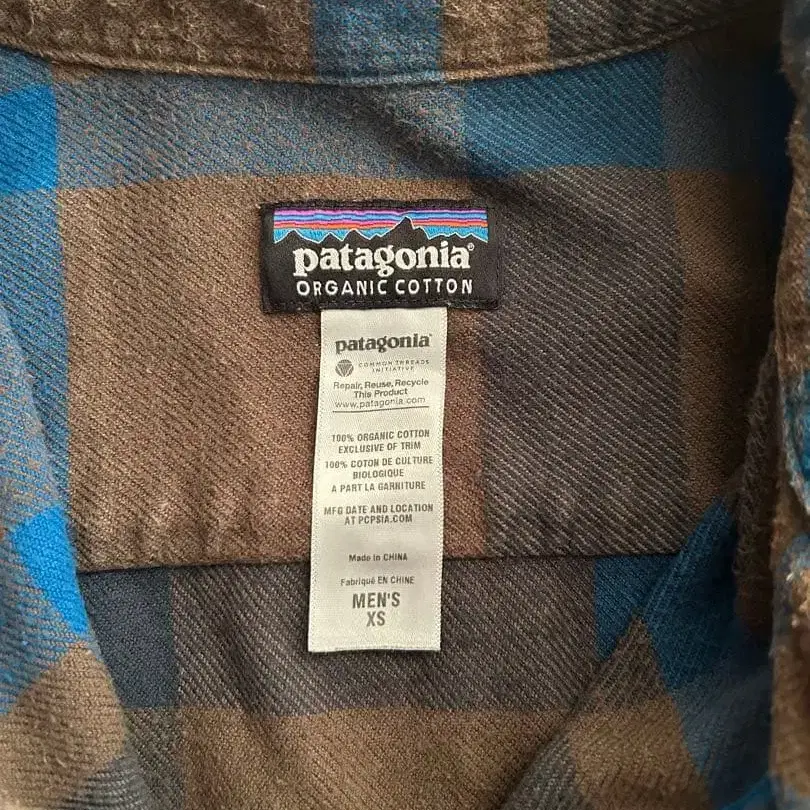 patagonia®
ORGANIC COTTON
patagonia®
COMMON THREADS
INITIATIVE
Repair, Reuse, Recycle
This Product
www.patagonia.com
100% ORGANIC COTTON
EXCLUSIVE OF TRIM
100% COTON DE CULTURE
BIOLOGIQUE
A PART LA GARNITURE
MFG DATE AND LOCATION
AT PCPSIA.COM
Made in CHINA
Fabriqué EN CHINE
MEN'S
XS